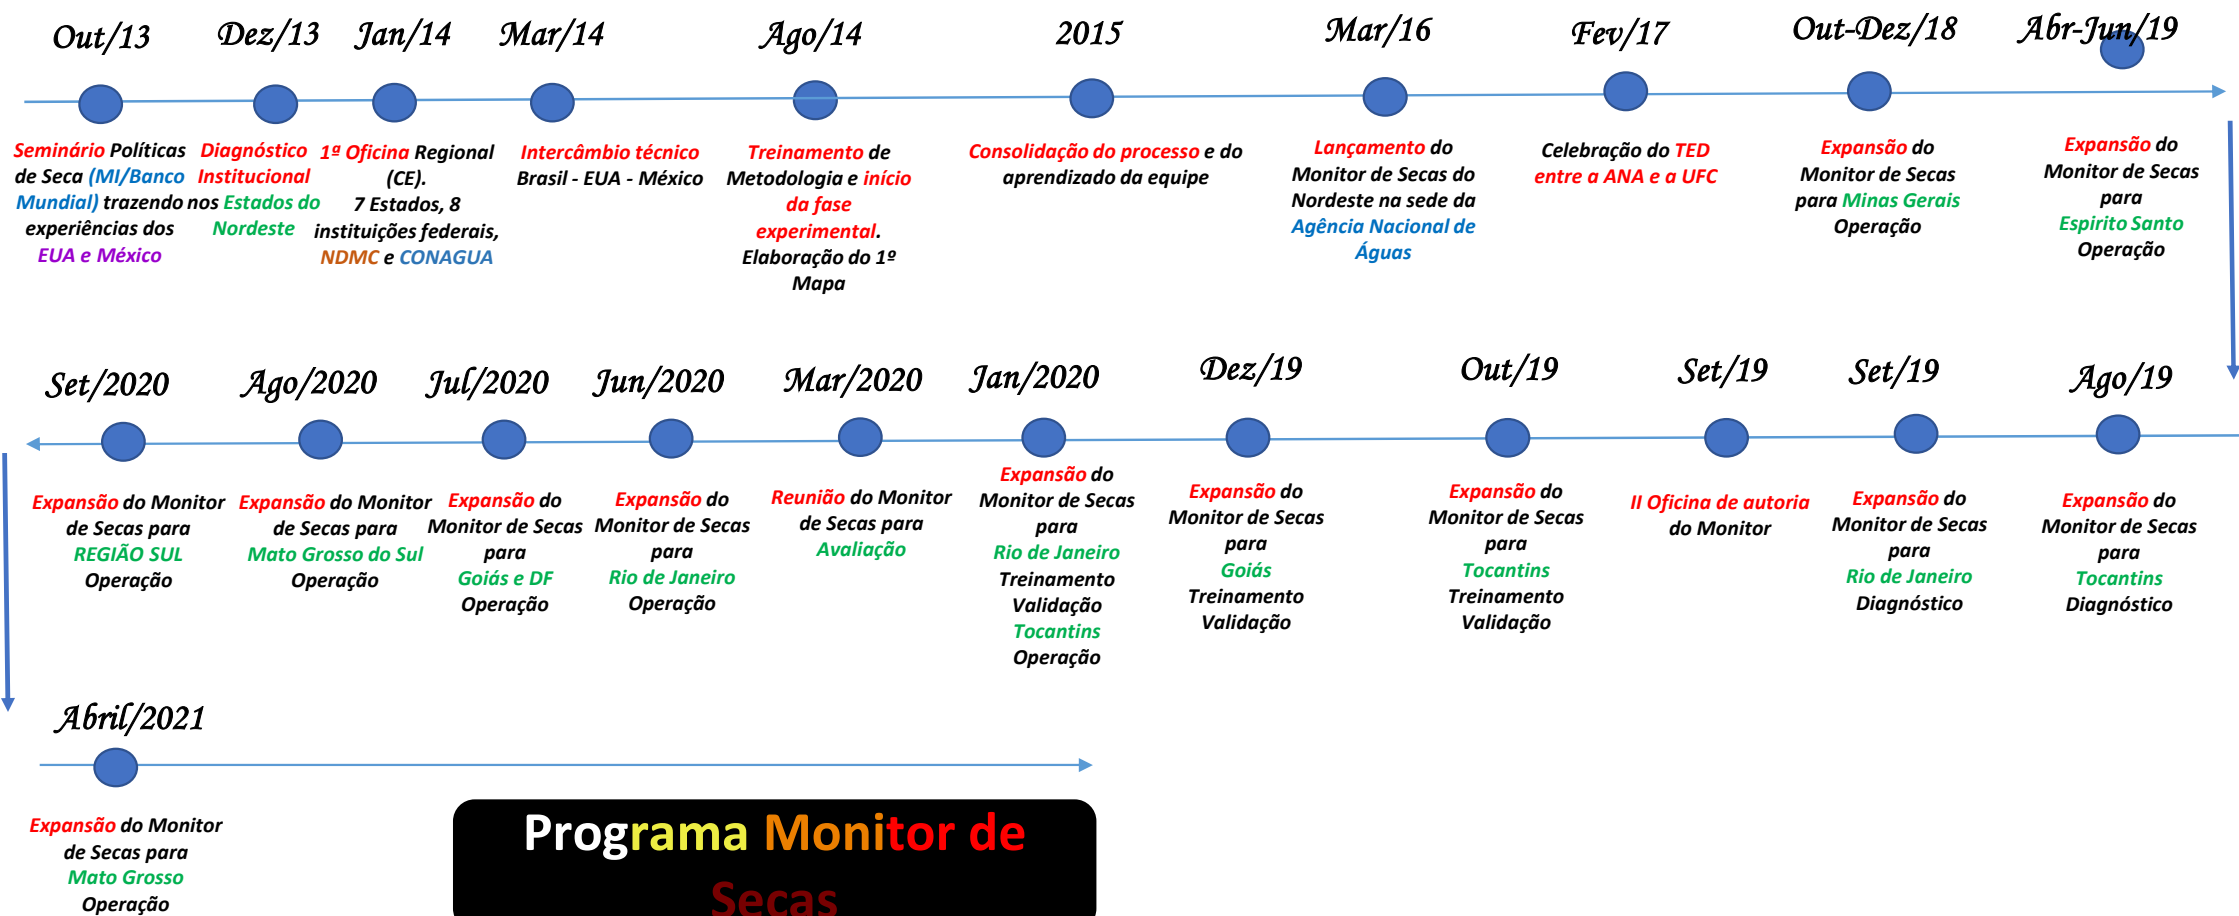 Out/13
Seminário Políticas
de Seca (MI/Banco
Mundial) trazendo
experiências dos
EUA e México
Dez/13
Diagnóstico
Institucional
nos Estados do
Nordeste
Jan/14
1ª Oficina Regional
(CE).
7 Estados, 8
instituições federais,
NDMC e CONAGUA
Mar/14
Intercâmbio técnico
Brasil - EUA - México
Ago/14
Treinamento de
Metodologia e início
da fase
experimental.
Elaboração do 1º
Mapa
2015
Consolidação do processo e do
aprendizado da equipe
Mar/16
Lançamento do
Monitor de Secas do
Nordeste na sede da
Agência Nacional de
Águas
Fev/17
Celebração do TED
entre a ANA e a UFC
Out-Dez/18
Expansão do
Monitor de Secas
para Minas Gerais
Operação
Abr-Jun/19
Expansão do
Monitor de Secas
para
Espirito Santo
Operação
Ago/19
Expansão do
Monitor de Secas
para
Tocantins
Diagnóstico
Set/19
Expansão do
Monitor de Secas
para
Rio de Janeiro
Diagnóstico
Set/19
II Oficina de autoria
do Monitor
Out/19
Expansão do
Monitor de Secas
para
Tocantins
Treinamento
Validação
Dez/19
Expansão do
Monitor de Secas
para
Goiás
Treinamento
Validação
Jan/2020
Expansão do
Monitor de Secas
para
Rio de Janeiro
Treinamento
Validação
Tocantins
Operação
Mar/2020
Reunião do Monitor
de Secas para
Avaliação
Jun/2020
Expansão do
Monitor de Secas
para
Rio de Janeiro
Operação
Jul/2020
Expansão do
Monitor de Secas
para
Goiás e DF
Operação
Ago/2020
Expansão do Monitor
de Secas para
Mato Grosso do Sul
Operação
Set/2020
Expansão do Monitor
de Secas para
REGIÃO SUL
Operação
Abril/2021
Expansão do Monitor
de Secas para
Mato Grosso
Operação
Programa Monitor de
Secas